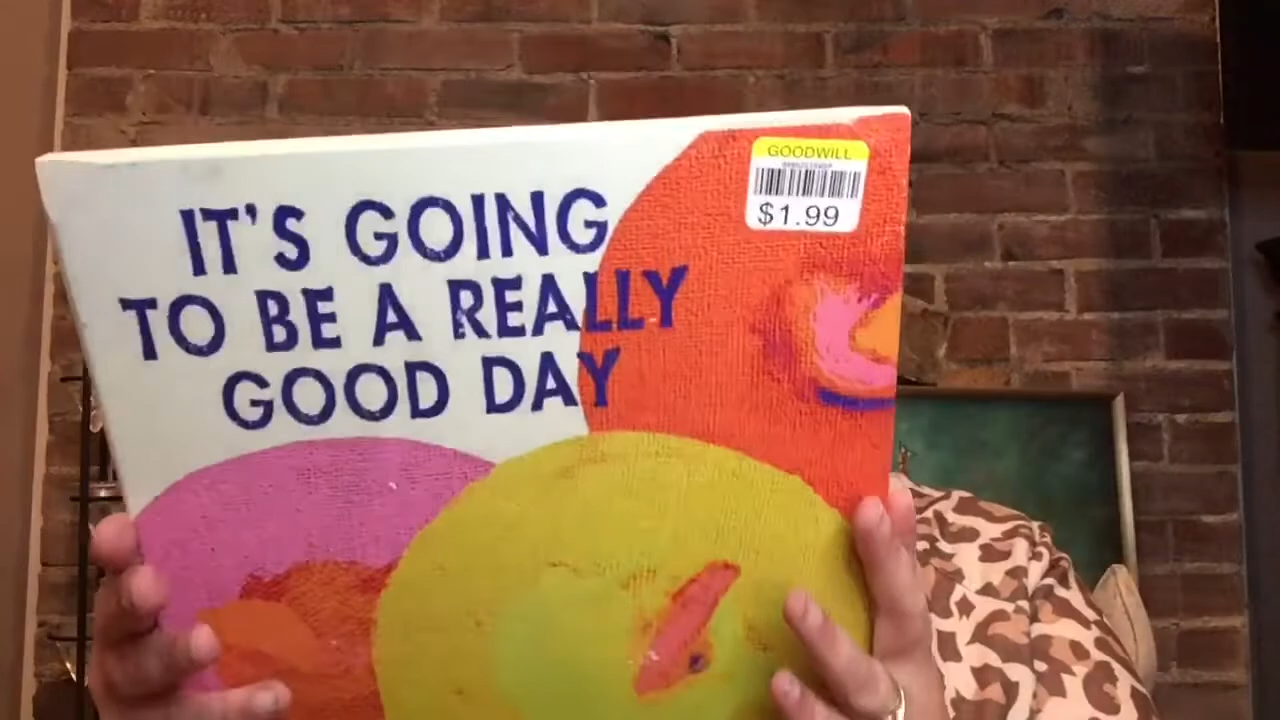 IT'S GOING
TO BE A REALLY
GOOD DAY
GOODWILL
$1.99